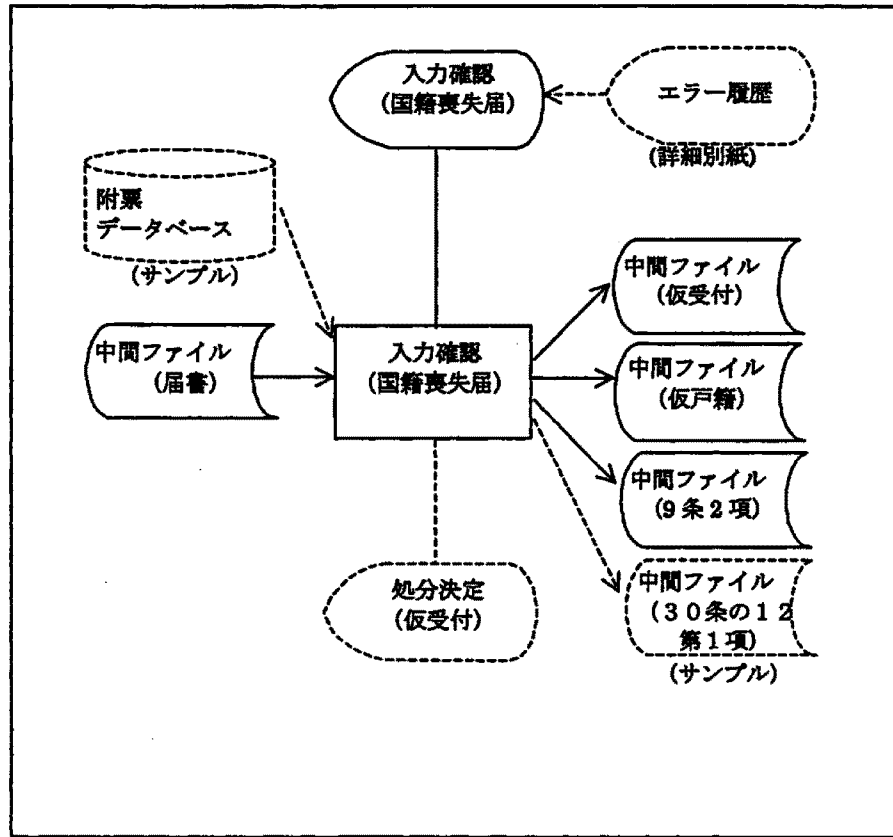 入力確認
(国籍喪失届)
エラー履歴
(詳細別紙)
附票
データベース
(サンプル)
中間ファイル
(仮受付)
中間ファイル
(届書)
入力確認
(国籍喪失届)
中間ファイル
(仮戸籍)
中間ファイル
(9条2項)
処分決定
(仮受付)
中間ファイル
(30条の12
第1項)
(サンプル)